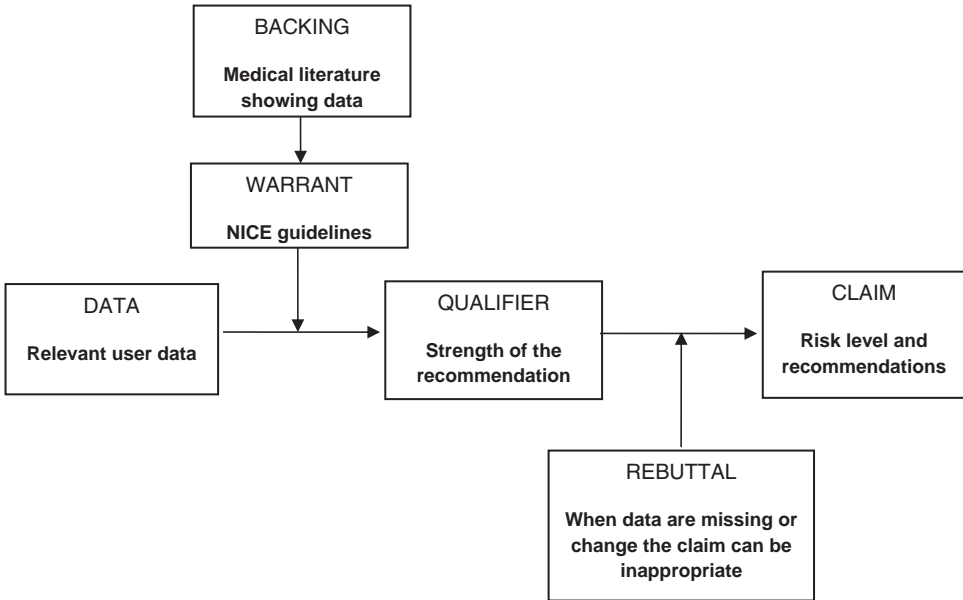 BACKING
Medical literature
showing data
WARRANT
NICE guidelines
DATA
Relevant user data
QUALIFIER
Strength of the
recommendation
CLAIM
Risk level and
recommendations
REBUTTAL
When data are missing or
change the claim can be
inappropriate